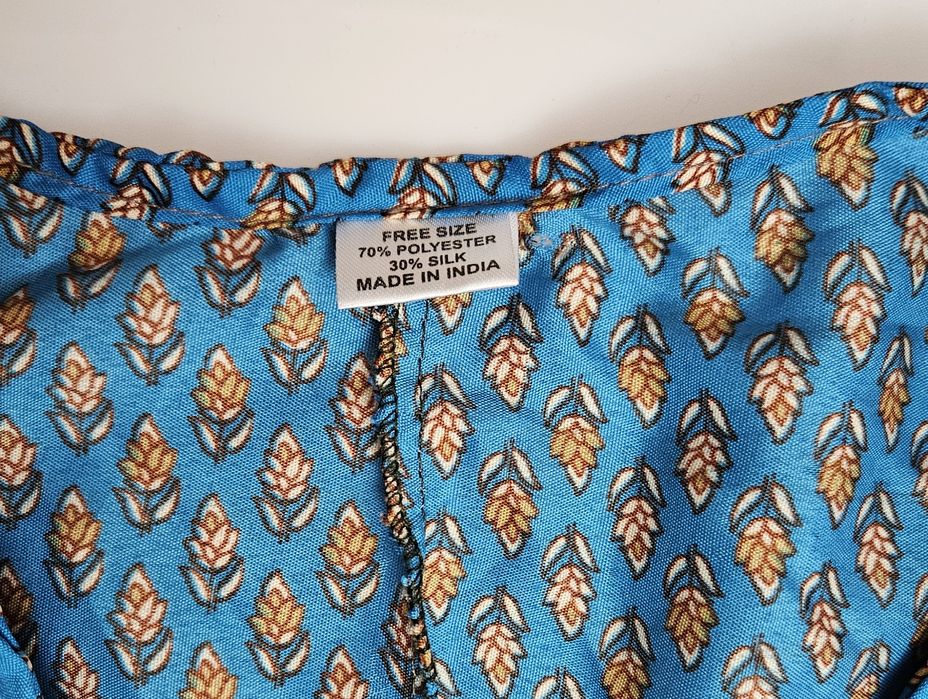 FREE SIZE
70% POLYESTER
30% SILK
MADE IN INDIA